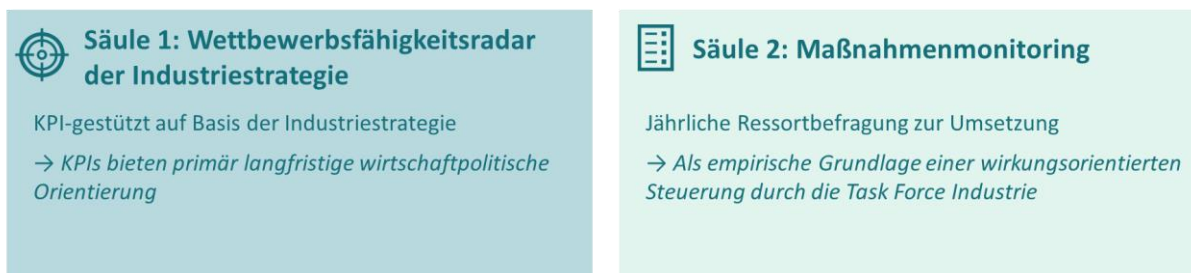 Säule 1: Wettbewerbsfähigkeitsradar
der Industriestrategie
KPI-gestützt auf Basis der Industriestrategie
→ KPIs bieten primär langfristige wirtschaftpolitische
Orientierung
Säule 2: Maßnahmenmonitoring
Jährliche Ressortbefragung zur Umsetzung
→ Als empirische Grundlage einer wirkungsorientierten
Steuerung durch die Task Force Industrie